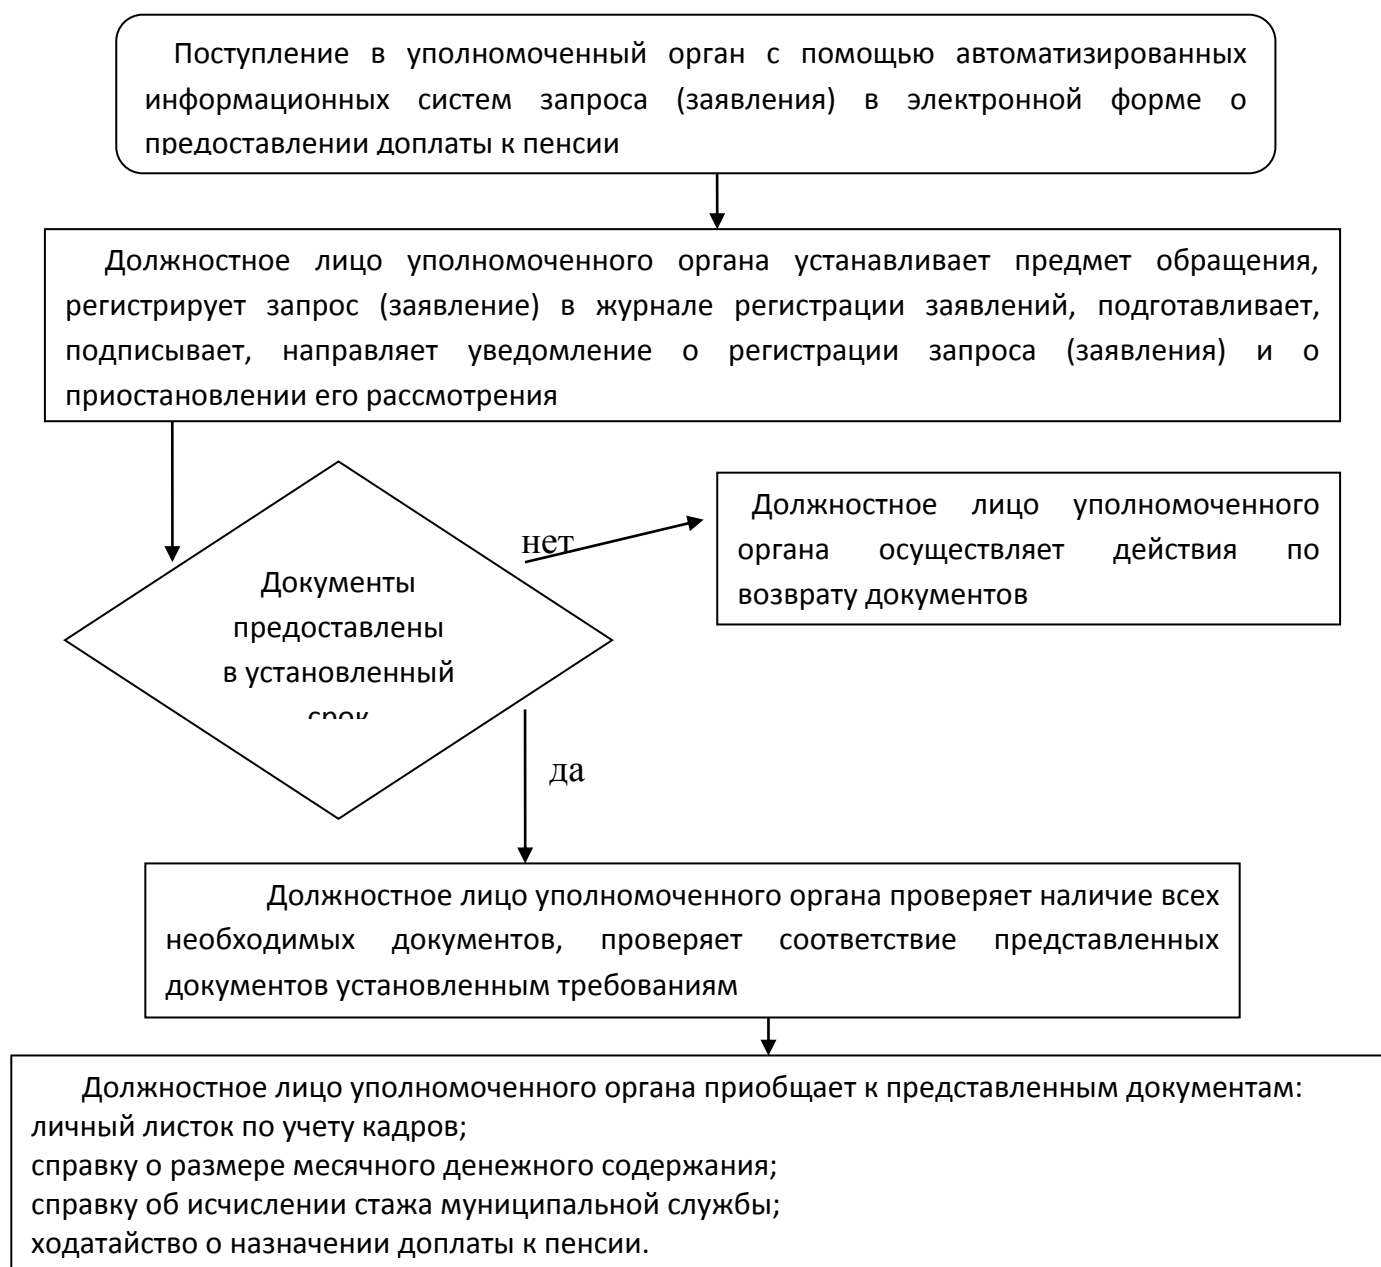 Поступление в уполномоченный орган с помощью автоматизированных
информационных систем запроса (заявления) в электронной форме о
предоставлении доплаты к пенсии
Должностное лицо уполномоченного органа устанавливает предмет обращения,
регистрирует запрос (заявление) в журнале регистрации заявлений, подготавливает,
подписывает, направляет уведомление о регистрации запроса (заявления) и о
приостановлении его рассмотрения
нет
Должностное лицо уполномоченного
органа осуществляет действия по
возврату документов
Документы
предоставлены
в установленный
срок
да
Должностное лицо уполномоченного органа проверяет наличие всех
необходимых документов, проверяет соответствие представленных
документов установленным требованиям
Должностное лицо уполномоченного органа приобщает к представленным документам:
личный листок по учету кадров;
справку о размере месячного денежного содержания;
справку об исчислении стажа муниципальной службы;
ходатайство о назначении доплаты к пенсии.